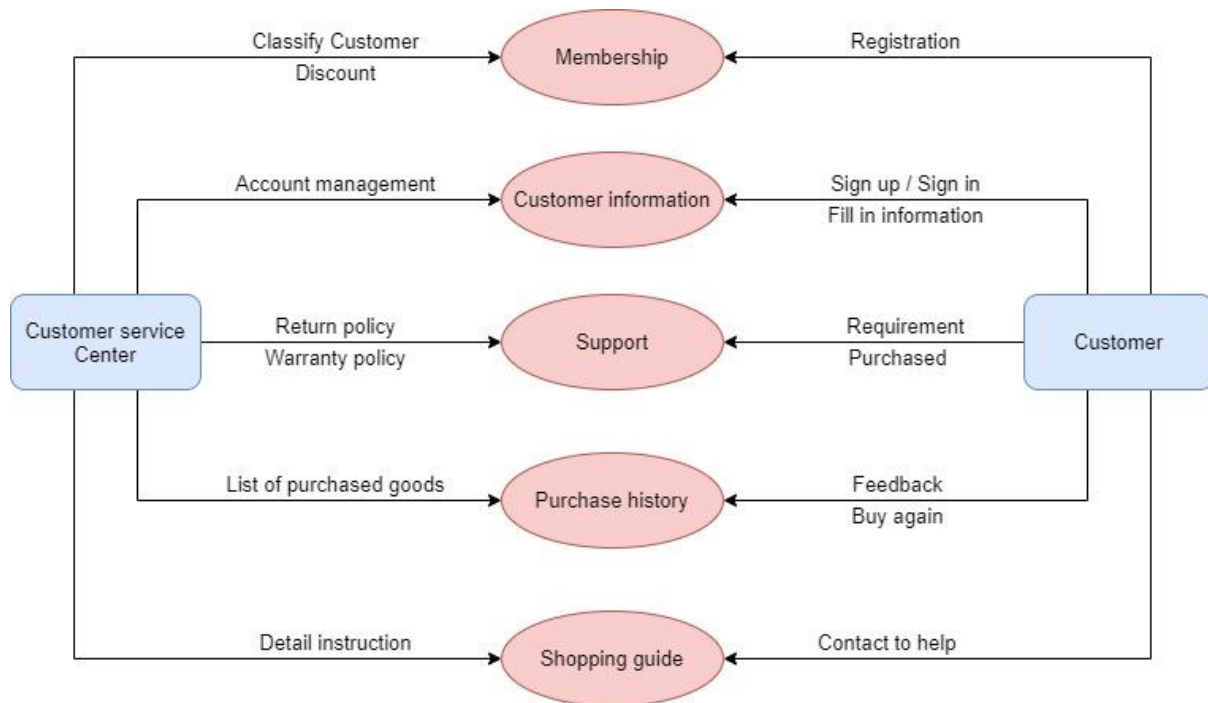 Classify Customer
Discount
Membership
Registration
Account management
Customer information
Sign up / Sign in
Fill in information
Customer service
Center
Return policy
Warranty policy
Support
Requirement
Purchased
Customer
List of purchased goods
Purchase history
Feedback
Buy again
Detail instruction
Shopping guide
Contact to help